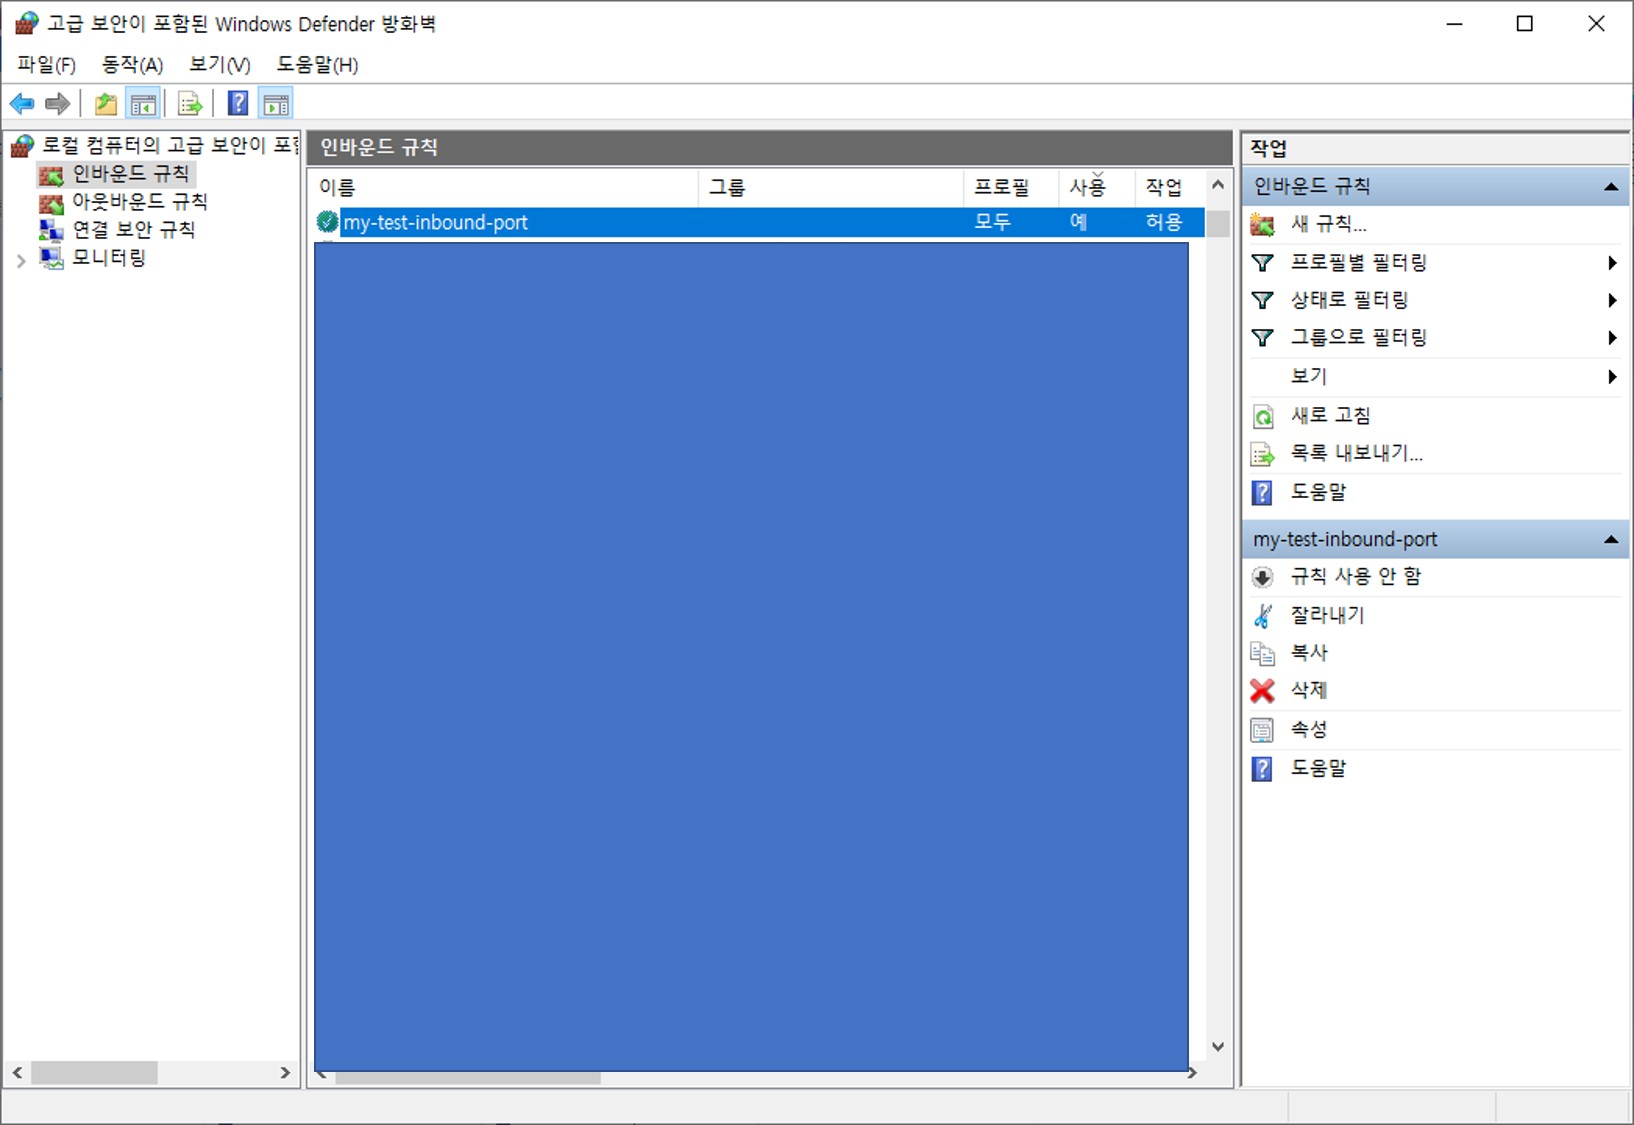 고급 보안이 포함된 Windows Defender 방화벽
파일(F) 동작(A) 보기(V) 도움말(H)
로컬 컴퓨터의 고급 보안이 포함
인바운드 규칙
아웃바운드 규칙
연결 보안 규칙
모니터링
인바운드 규칙
이름 그룹 프로필 사용 작업
my-test-inbound-port 모두 예 허용
작업
인바운드 규칙
새 규칙...
프로필별 필터링
상태로 필터링
그룹으로 필터링
보기
새로 고침
목록 내보내기...
도움말
my-test-inbound-port
규칙 사용 안 함
잘라내기
복사
삭제
속성
도움말